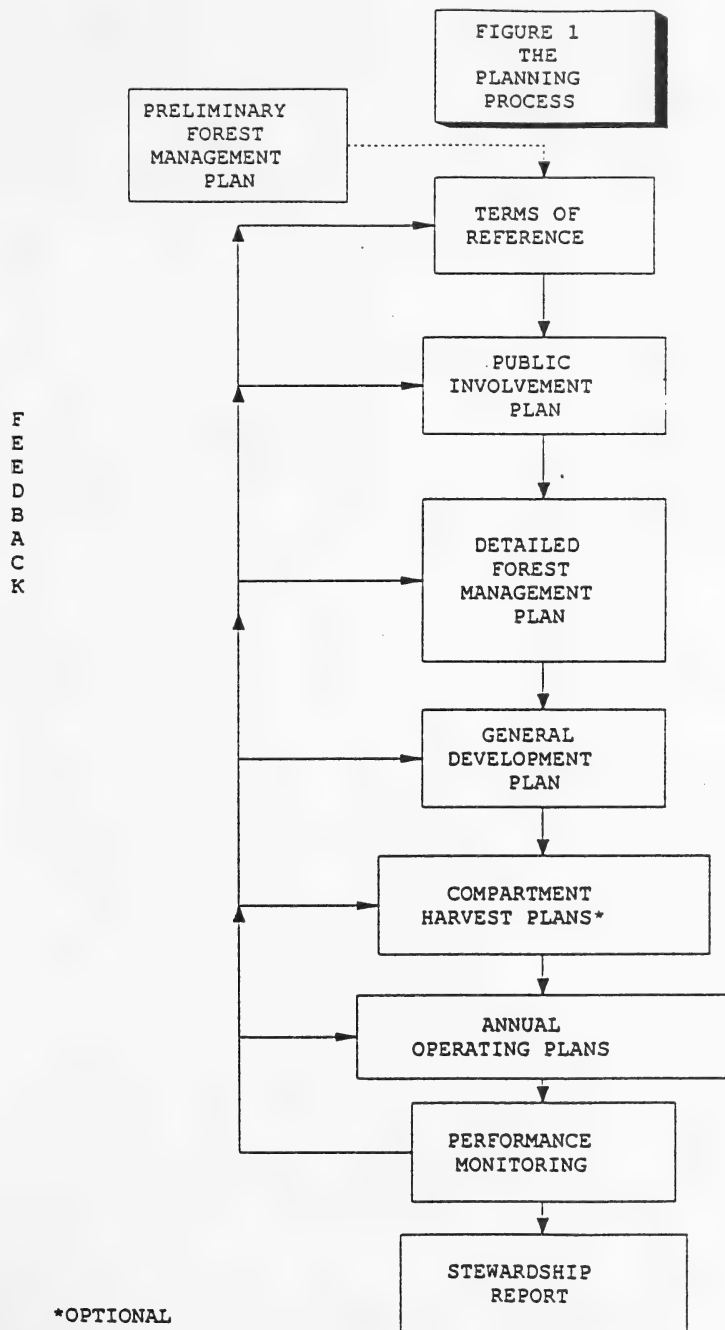 FIGURE 1
THE
PLANNING
PROCESS
PRELIMINARY
FOREST
MANAGEMENT
PLAN
TERMS OF
REFERENCE
PUBLIC
INVOLVEMENT
PLAN
FEEDBACK
DETAILED
FOREST
MANAGEMENT
PLAN
GENERAL
DEVELOPMENT
PLAN
COMPARTMENT
HARVEST PLANS*
ANNUAL
OPERATING PLANS
PERFORMANCE
MONITORING
STEWARDSHIP
REPORT
*OPTIONAL